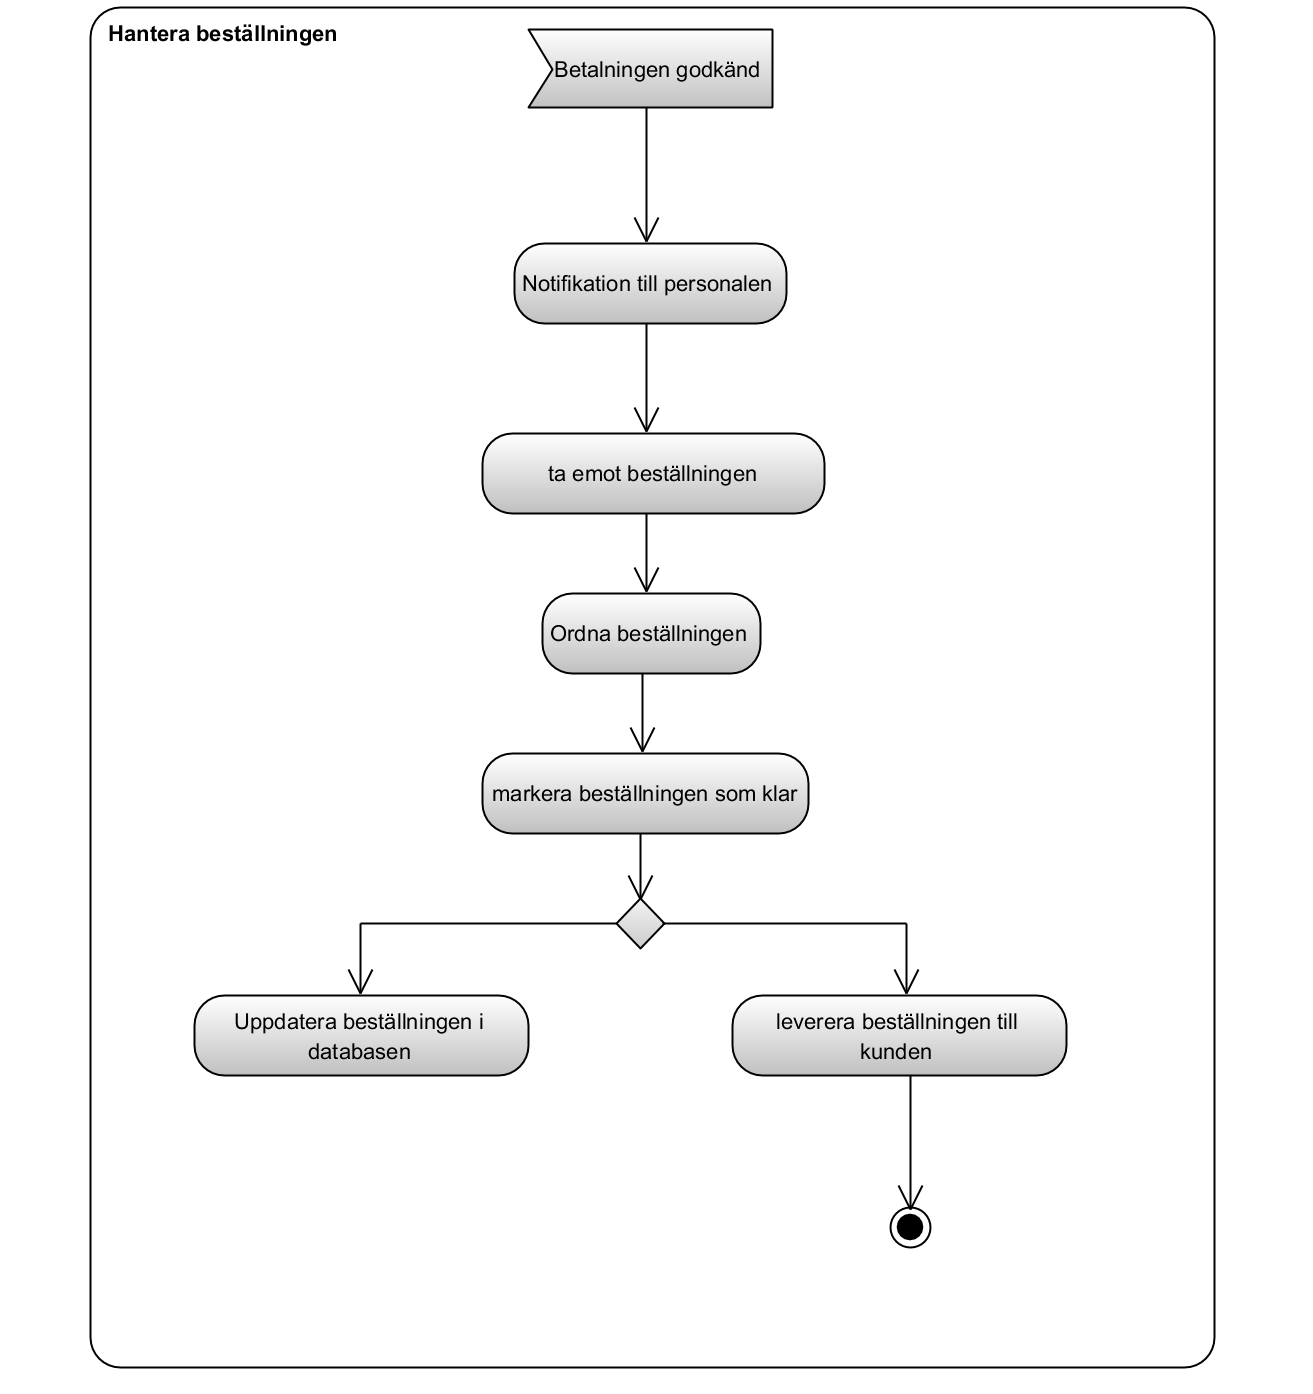 Hantera beställningen
Betalningen godkänd
Notifikation till personalen
ta emot beställningen
Ordna beställningen
markera beställningen som klar
Uppdatera beställningen i
databasen
leverera beställningen till
kunden